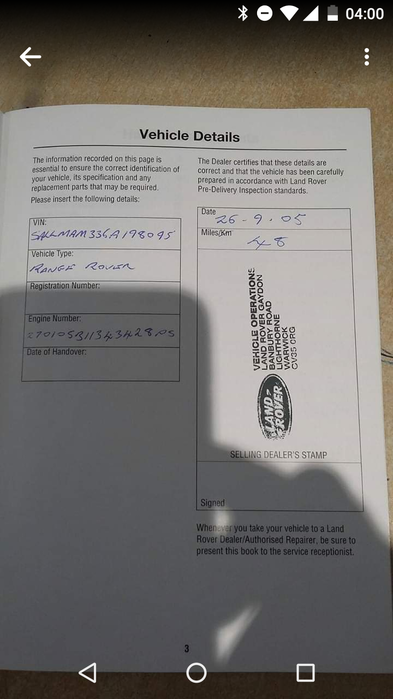 04:00
Vehicle Details
The information recorded on this page is
essential to ensure the correct identification of
your vehicle, its specification and any
replacement parts that may be required.
Please insert the following details:
VIN:
SALLMAM336A198095
Vehicle Type:
RANGE ROVER
Registration Number:
Engine Number:
Date of Handover:
The Dealer certifies that these details are
correct and that the vehicle has been carefully
prepared in accordance with Land Rover
Pre-Delivery Inspection standards.
Date
26-9-05
Miles/Km
48
VEHICLE OPERATIONS
LAND ROVER GAYDON
BANBURY ROAD
LIGHTHORNE
WARWICK
CV35 0RG
LAND-
ROVER
SELLING DEALER'S STAMP
Signed
Whenever you take your vehicle to a Land
Rover Dealer/Authorised Repairer, be sure to
present this book to the service receptionist.
3